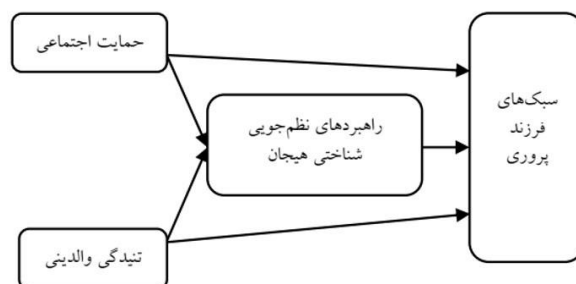 حمایت اجتماعی
راهبردهای نظم‌جویی
شناختی هیجان
سبک‌های
فرزند
پروری
تنیدگی والدینی